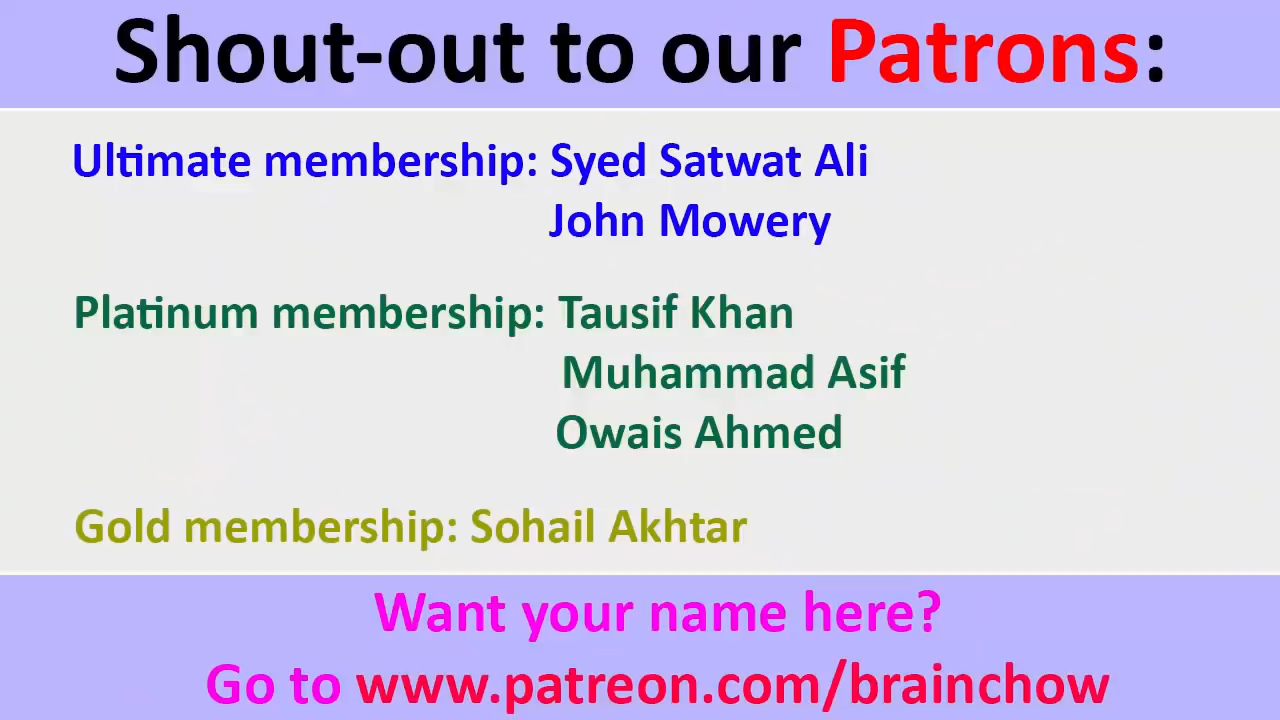 Shout-out to our Patrons:
Ultimate membership: Syed Satwat Ali
John Mowery
Platinum membership: Tausif Khan
Muhammad Asif
Owais Ahmed
Gold membership: Sohail Akhtar
Want your name here?
Go to www.patreon.com/brainchow